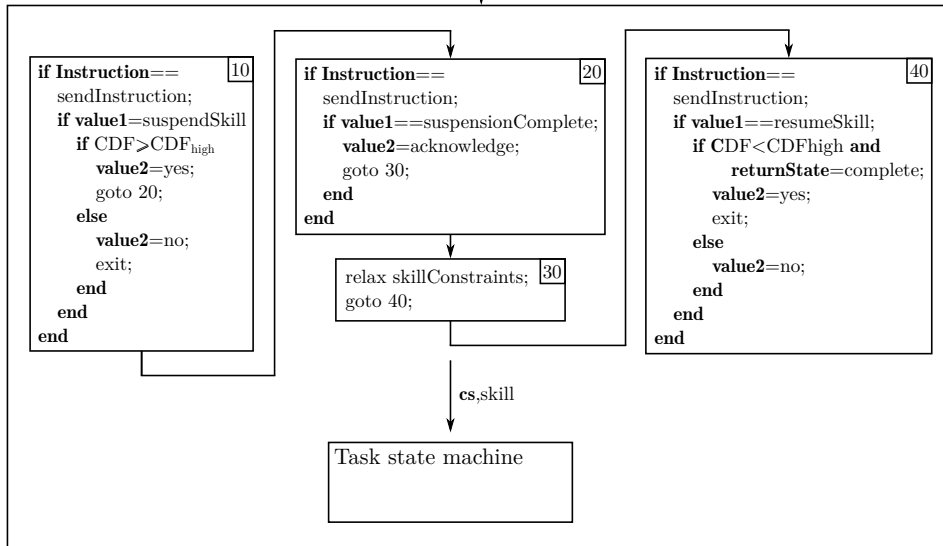 10
if Instruction==
sendInstruction;
if value1=suspendSkill
if CDF⩾CDFhigh
value2=yes;
goto 20;
else
value2=no;
exit;
end
end
end
20
if Instruction==
sendInstruction;
if value1==suspensionComplete;
value2=acknowledge;
goto 30;
end
end
30
relax skillConstraints;
goto 40;
40
if Instruction==
sendInstruction;
if value1==resumeSkill;
if CDF<CDFhigh and
returnState=complete;
value2=yes;
exit;
else
value2=no;
end
end
end
cs,skill
Task state machine